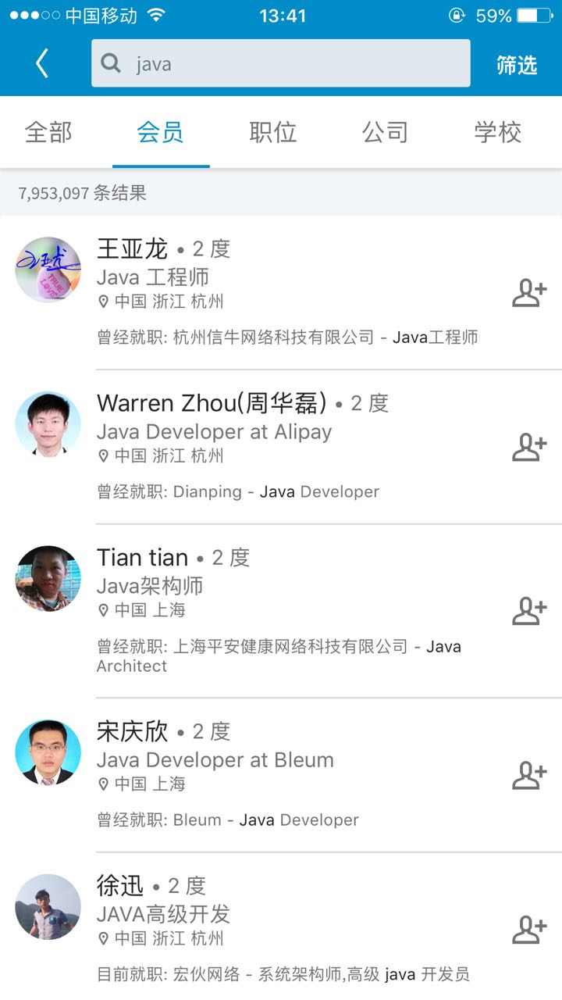 中国移动 13:41 59%
java 筛选
全部 会员 职位 公司 学校
7,953,097 条结果
王亚龙 • 2 度
Java 工程师
中国 浙江 杭州
曾经就职: 杭州信牛网络科技有限公司 - Java工程师
TRUE
LOVE
Warren Zhou(周华磊) • 2 度
Java Developer at Alipay
中国 浙江 杭州
曾经就职: Dianping - Java Developer
Tian tian • 2 度
Java架构师
中国 上海
曾经就职: 上海平安健康网络科技有限公司 - Java
Architect
宋庆欣 • 2 度
Java Developer at Bleum
中国 上海
曾经就职: Bleum - Java Developer
徐迅 • 2 度
JAVA高级开发
中国 浙江 杭州
目前就职: 宏伙网络 - 系统架构师,高级 java 开发员